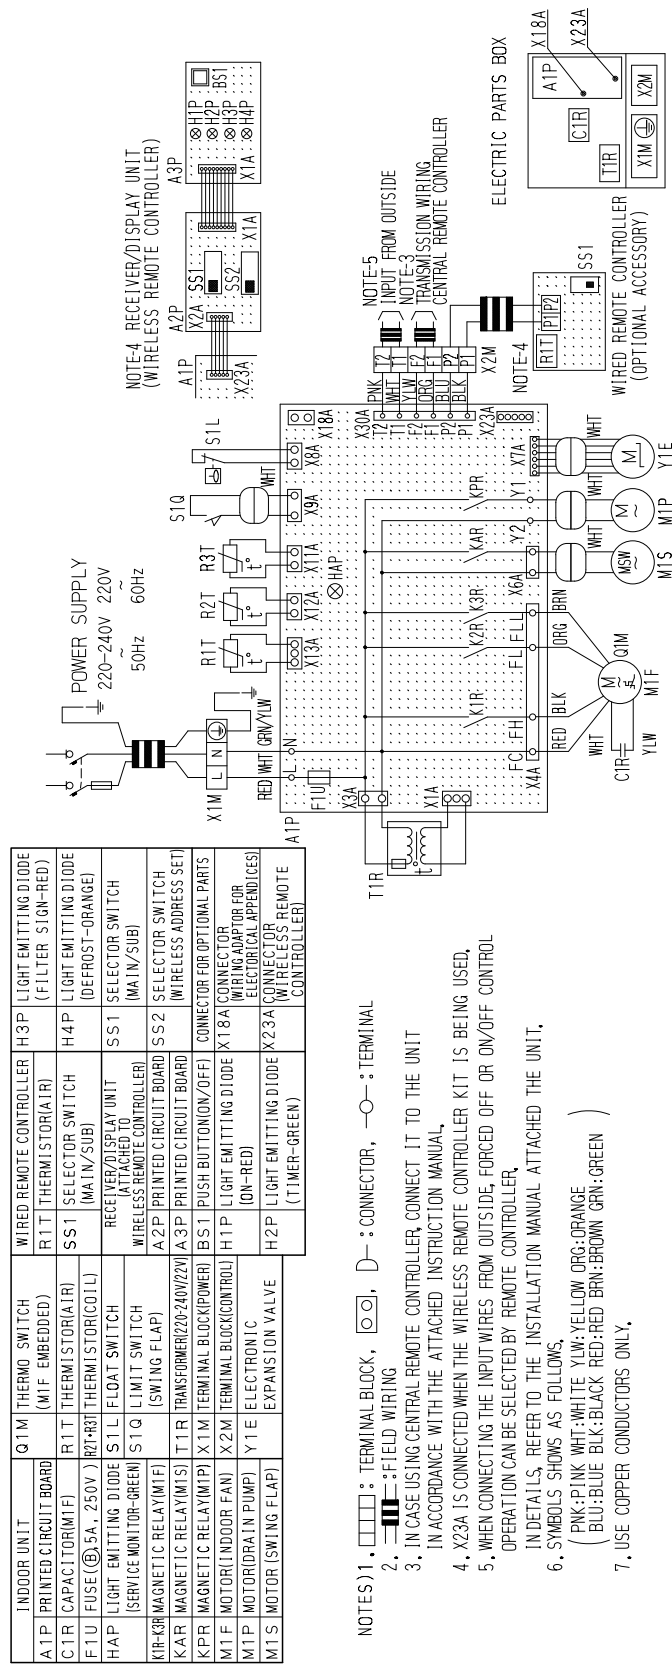 INDOOR UNIT
A1P PRINTED CIRCUIT BOARD
C1R CAPACITOR(M1F)
F1U FUSE(Ⓑ,5A, 250V )
HAP LIGHT EMITTING DIODE
(SERVICE MONITOR-GREEN)
K1R-K3R MAGNETIC RELAY(M1F)
KAR MAGNETIC RELAY(M1S)
KPR MAGNETIC RELAY(M1P)
M1F MOTOR(INDOOR FAN)
M1P MOTOR(DRAIN PUMP)
M1S MOTOR (SWING FLAP)
Q1M THERMO SWITCH
(M1F EMBEDDED)
R1T THERMISTOR(AIR)
R2T•R3T THERMISTOR(COIL)
S1L FLOAT SWITCH
S1Q LIMIT SWITCH
(SWING FLAP)
T1R TRANSFORMER(220-240V/22V)
X1M TERMINAL BLOCK(POWER)
X2M TERMINAL BLOCK(CONTROL)
Y1E ELECTRONIC
EXPANSION VALVE
WIRED REMOTE CONTROLLER
R1T THERMISTOR(AIR)
SS1 SELECTOR SWITCH
(MAIN/SUB)
RECEIVER/DISPLAY UNIT
(ATTACHED TO
WIRELESS REMOTE CONTROLLER)
A2P PRINTED CIRCUIT BOARD
A3P PRINTED CIRCUIT BOARD
BS1 PUSH BUTTON(ON/OFF)
H1P LIGHT EMITTING DIODE
(ON-RED)
H2P LIGHT EMITTING DIODE
(TIMER-GREEN)
H3P LIGHT EMITTING DIODE
(FILTER SIGN-RED)
H4P LIGHT EMITTING DIODE
(DEFROST-ORANGE)
SS1 SELECTOR SWITCH
(MAIN/SUB)
SS2 SELECTOR SWITCH
(WIRELESS ADDRESS SET)
CONNECTOR FOR OPTIONAL PARTS
X18A CONNECTOR
(WIRING ADAPTOR FOR
ELECTORICAL APPENDICES)
X23A CONNECTOR
(WIRELESS REMOTE
CONTROLLER)
NOTES)1. : TERMINAL BLOCK, , : CONNECTOR, : TERMINAL
2. : FIELD WIRING
3. IN CASE USING CENTRAL REMOTE CONTROLLER, CONNECT IT TO THE UNIT
IN ACCORDANCE WITH THE ATTACHED INSTRUCTION MANUAL.
4. X23A IS CONNECTED WHEN THE WIRELESS REMOTE CONTROLLER KIT IS BEING USED.
5. WHEN CONNECTING THE INPUT WIRES FROM OUTSIDE, FORCED OFF OR ON/OFF CONTROL
OPERATION CAN BE SELECTED BY REMOTE CONTROLLER.
IN DETAILS, REFER TO THE INSTALLATION MANUAL ATTACHED THE UNIT.
6. SYMBOLS SHOWS AS FOLLOWS.
(PNK:PINK WHT:WHITE YLW:YELLOW ORG:ORANGE
BLU:BLUE BLK:BLACK RED:RED BRN:BROWN GRN:GREEN)
7. USE COPPER CONDUCTORS ONLY.
POWER SUPPLY
220-240V 220V
~ ~
50Hz 60Hz
X1M L N
RED WHT GRN/YLW
A1P L N
F1U
X3A
X1A
T1R
t°
R1T R2T R3T S1Q S1L
t° t° t° WHT
X13A X12A X11A X9A X8A X18A
HAP
X30A
T2 T1 F2 F1 P2 P1
PNK WHT YLW ORG BLU BLK
T2 T1 F2 F1 P2 P1
X2M
X23A
NOTE-5
INPUT FROM OUTSIDE
NOTE-3
TRANSMISSION WIRING
CENTRAL REMOTE CONTROLLER
K1R K2R K3R KAR KPR
FC FH FL FLL
X4A
X6A Y2 Y1 X7A
RED BLK ORG BRN
WHT
YLW
C1R
M~
Q1M
M1F
WHT WHT WHT
MSW M~ M
M1S M1P Y1E
NOTE-4
R1T P1 P2
SS1
WIRED REMOTE CONTROLLER
(OPTIONAL ACCESSORY)
NOTE-4 RECEIVER/DISPLAY UNIT
(WIRELESS REMOTE CONTROLLER)
A1P
X23A
A2P
X2A
SS1
SS2
X1A
A3P
X1A
H1P
H2P
H3P
H4P
BS1
ELECTRIC PARTS BOX
X18A
X23A
A1P
C1R
T1R
X1M
X2M